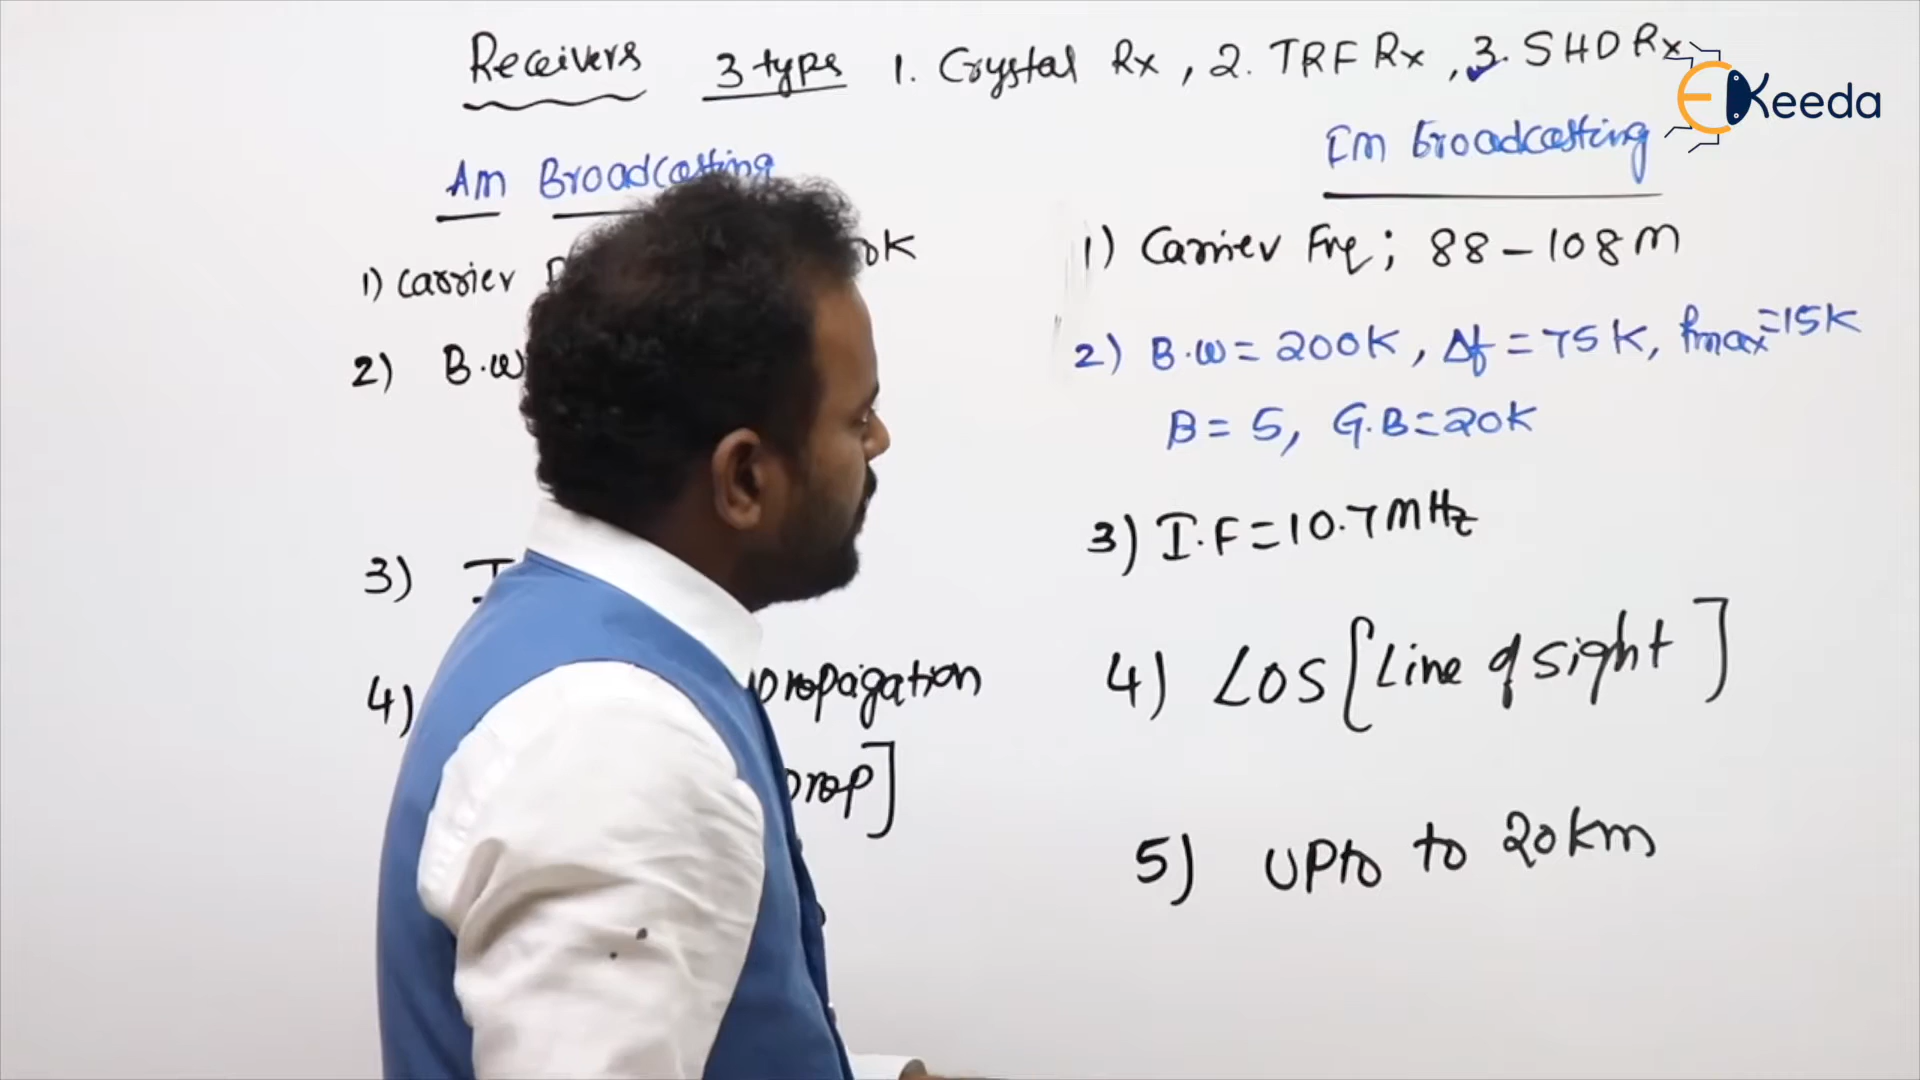 Receivers 3 type 1. Crystal Rx, 2. TRF Rx, 3. SHD Rx
EKeeda
Am Broadcasting
1) Carrier
2) B.W
3) I
4) propagation
prop]
Fm Broadcasting
1) Carrier Frq; 88-108M
2) B.W = 200K, Δf = 75K, fmax=15K
B = 5, G.B=20K
3) I.F=10.7MHz
4) LOS [Line of Sight]
5) UPto to 20km